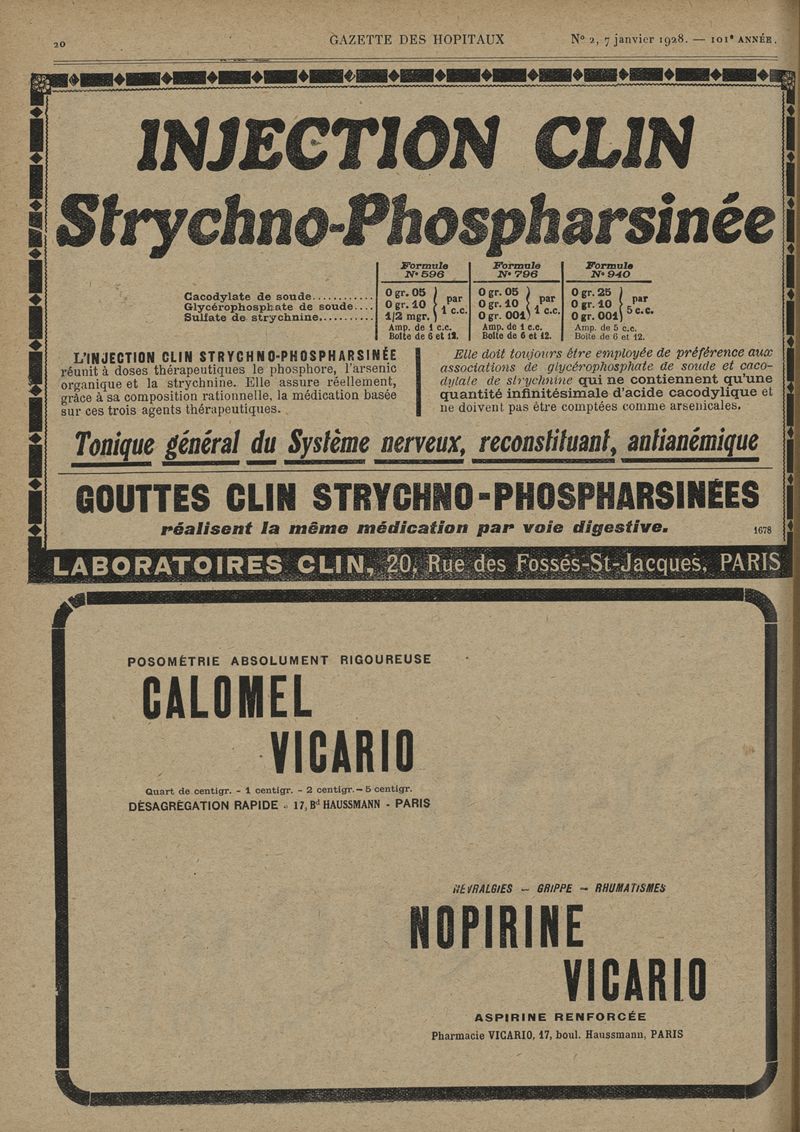 20
GAZETTE DES HOPITAUX
N° 2, 7 janvier 1928. — 101e ANNÉE.
INJECTION CLIN
Strychno-Phospharsinée
Formule N° 596
Formule N° 796
Formule N° 940
Cacodylate de soude............ 0 gr. 05 0 gr. 05 0 gr. 25
Glycérophosphate de soude.... 0 gr. 10 par 1 c.c. 0 gr. 10 par 1 c.c. 0 gr. 10 par 5 c.c.
Sulfate de strychnine........... 1/2 mgr. 0 gr. 001 0 gr. 001
Amp. de 1 c.c. Amp. de 1 c.c. Amp. de 5 c.c.
Boîte de 6 et 12. Boîte de 6 et 12. Boîte de 6 et 12.
L'INJECTION CLIN STRYCHNO-PHOSPHARSINÉE
réunit à doses thérapeutiques le phosphore, l'arsenic
organique et la strychnine. Elle assure réellement,
grâce à sa composition rationnelle, la médication basée
sur ces trois agents thérapeutiques.
Elle doit toujours être employée de préférence aux
associations de glycérophosphate de soude et caco-
dylate de strychnine qui ne contiennent qu'une
quantité infinitésimale d'acide cacodylique et
ne doivent pas être comptées comme arsenicales.
Tonique général du Système nerveux, reconstituant, antianémique
GOUTTES CLIN STRYCHNO-PHOSPHARSINÉES
réalisent la même médication par voie digestive.
1678
LABORATOIRES CLIN, 20, Rue des Fossés-St-Jacques, PARIS
POSOMÉTRIE ABSOLUMENT RIGOUREUSE
CALOMEL
VICARIO
Quart de centigr. - 1 centigr. - 2 centigr. - 5 centigr.
DÉSAGRÉGATION RAPIDE - 17, Bd HAUSSMANN - PARIS
NÉVRALGIES — GRIPPE — RHUMATISMES
NOPIRINE
VICARIO
ASPIRINE RENFORCÉE
Pharmacie VICARIO, 17, boul. Haussmann, PARIS